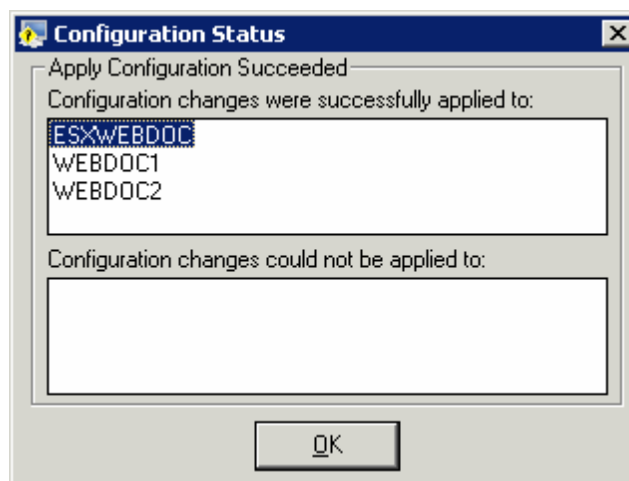 Configuration Status
Apply Configuration Succeeded
Configuration changes were successfully applied to:
ESXWEBDOC
WEBDOC1
WEBDOC2
Configuration changes could not be applied to:
OK